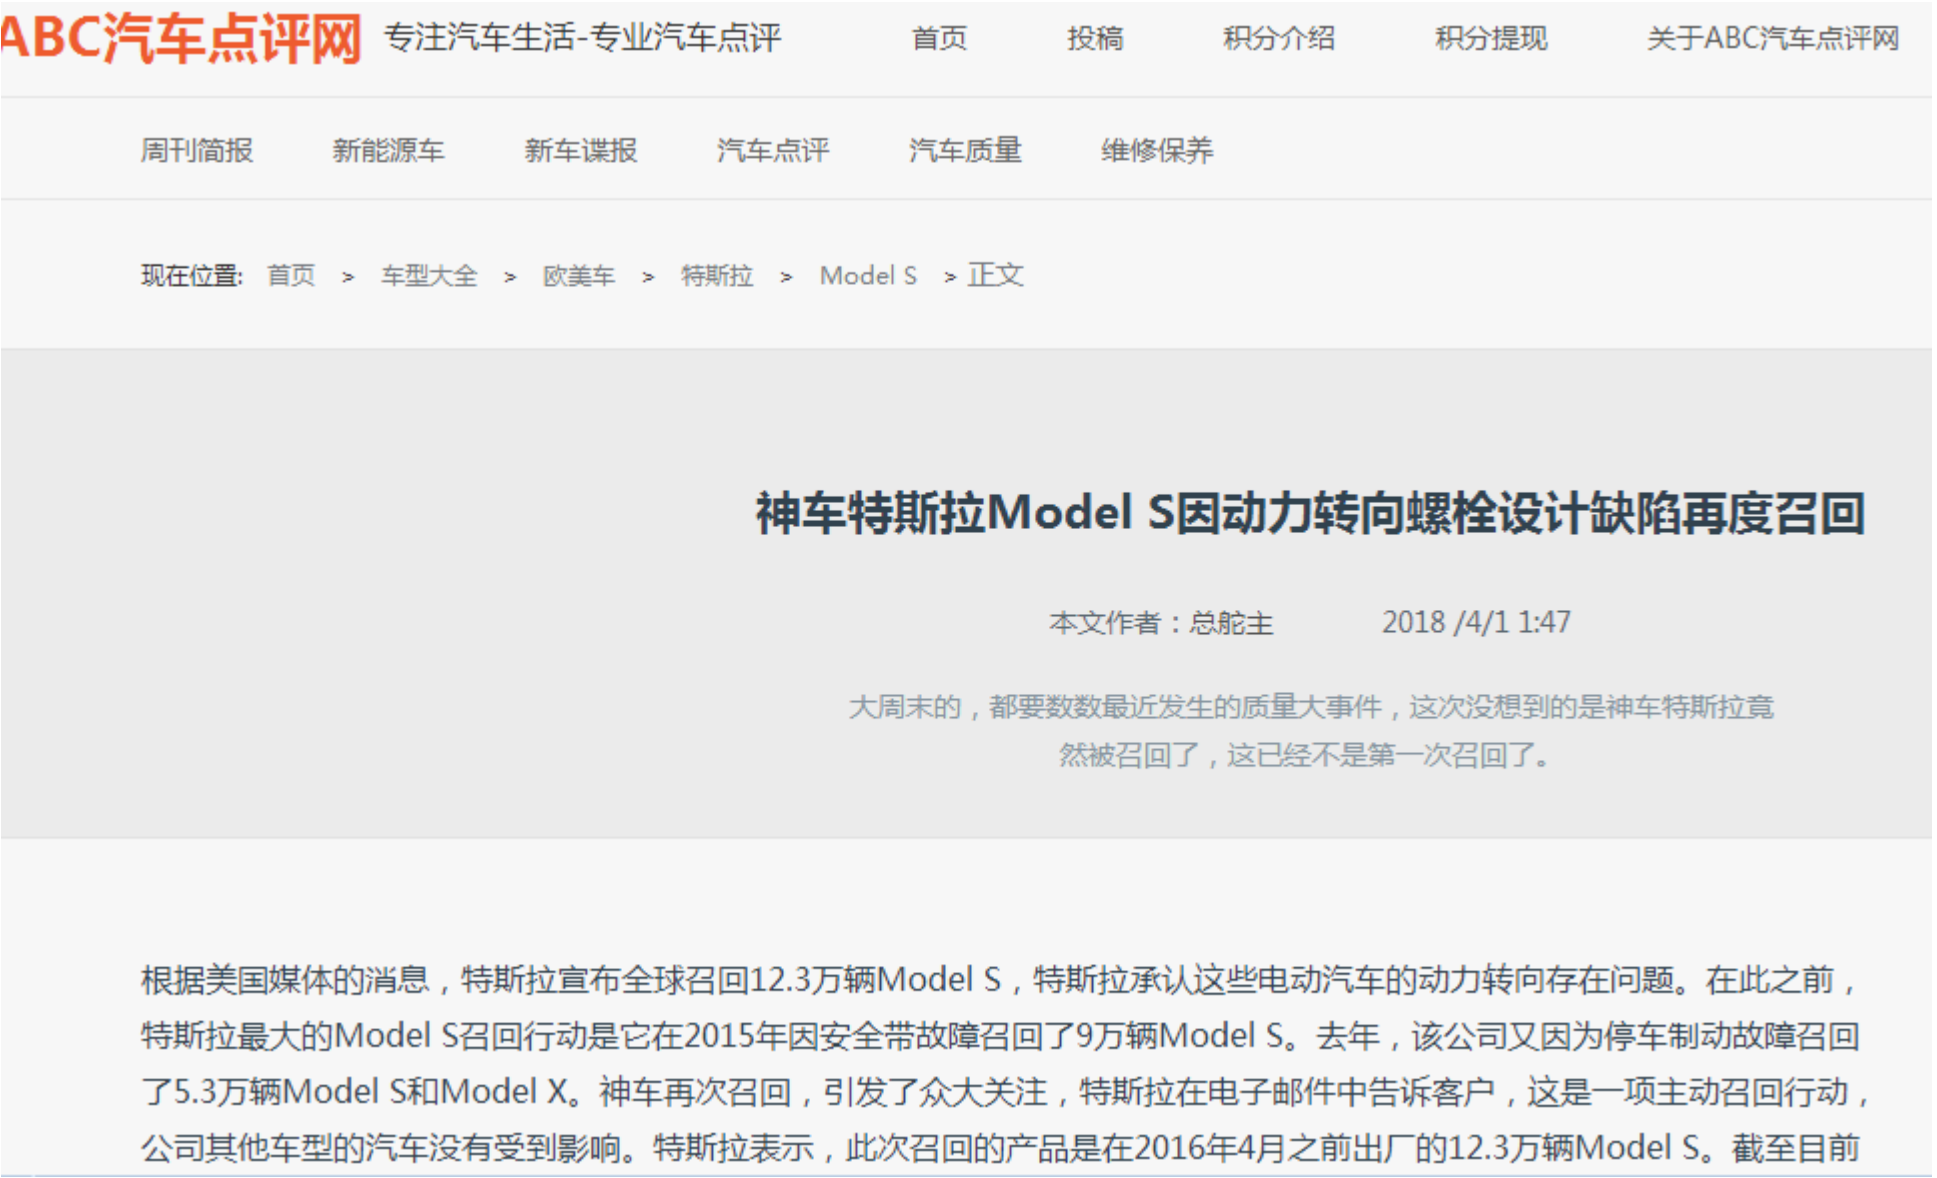 ABC汽车点评网 专注汽车生活-专业汽车点评 首页 投稿 积分介绍 积分提现 关于ABC汽车点评网
周刊简报 新能源车 新车谍报 汽车点评 汽车质量 维修保养
现在位置: 首页 > 车型大全 > 欧美车 > 特斯拉 > Model S > 正文
神车特斯拉Model S因动力转向螺栓设计缺陷再度召回
本文作者：总舵主 2018 /4/1 1:47
大周末的，都要数数最近发生的质量大事件，这次没想到的是神车特斯拉竟
然被召回了，这已经不是第一次召回了。
根据美国媒体的消息，特斯拉宣布全球召回12.3万辆Model S，特斯拉承认这些电动汽车的动力转向存在问题。在此之前，
特斯拉最大的Model S召回行动是它在2015年因安全带故障召回了9万辆Model S。去年，该公司又因为停车制动故障召回
了5.3万辆Model S和Model X。神车再次召回，引发了众大关注，特斯拉在电子邮件中告诉客户，这是一项主动召回行动，
公司其他车型的汽车没有受到影响。特斯拉表示，此次召回的产品是在2016年4月之前出厂的12.3万辆Model S。截至目前